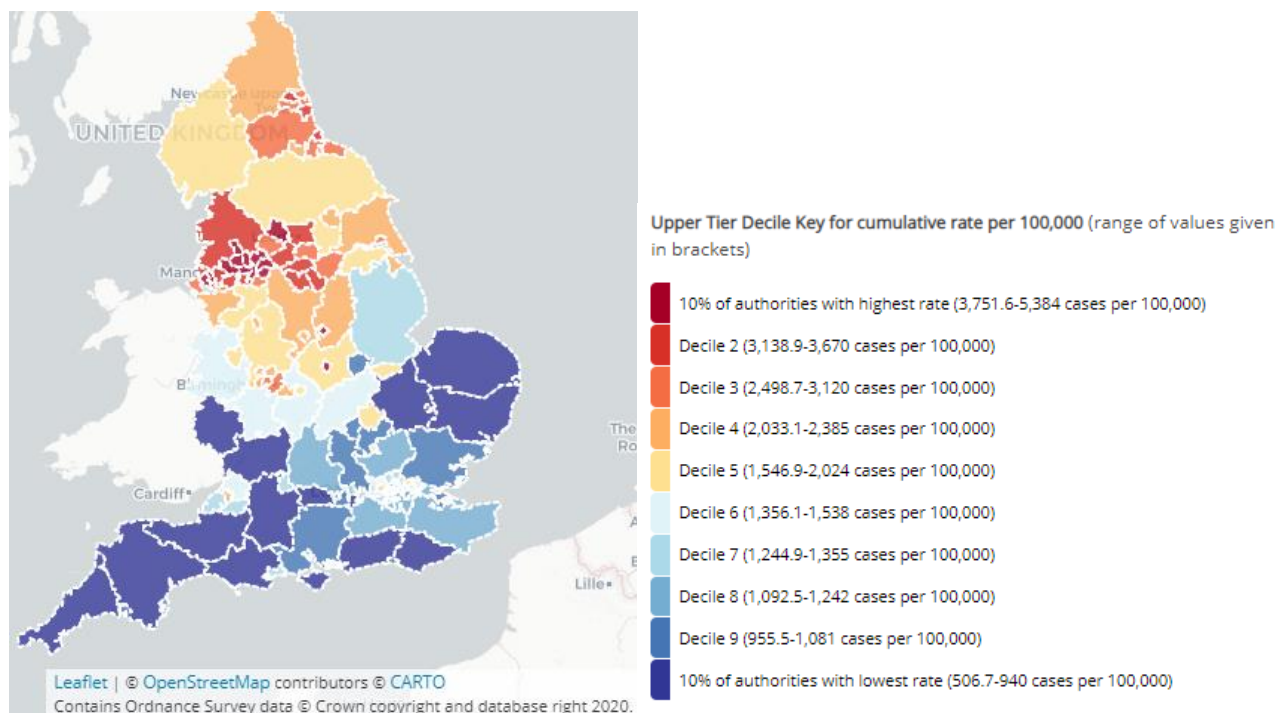 UNITED KINGDOM
Cardiff
Lille
Leaflet | © OpenStreetMap contributors © CARTO
Contains Ordnance Survey data © Crown copyright and database right 2020.
Upper Tier Decile Key for cumulative rate per 100,000 (range of values given
in brackets)
10% of authorities with highest rate (3,751.6-5,384 cases per 100,000)
Decile 2 (3,138.9-3,670 cases per 100,000)
Decile 3 (2,498.7-3,120 cases per 100,000)
Decile 4 (2,033.1-2,385 cases per 100,000)
Decile 5 (1,546.9-2,024 cases per 100,000)
Decile 6 (1,356.1-1,538 cases per 100,000)
Decile 7 (1,244.9-1,355 cases per 100,000)
Decile 8 (1,092.5-1,242 cases per 100,000)
Decile 9 (955.5-1,081 cases per 100,000)
10% of authorities with lowest rate (506.7-940 cases per 100,000)